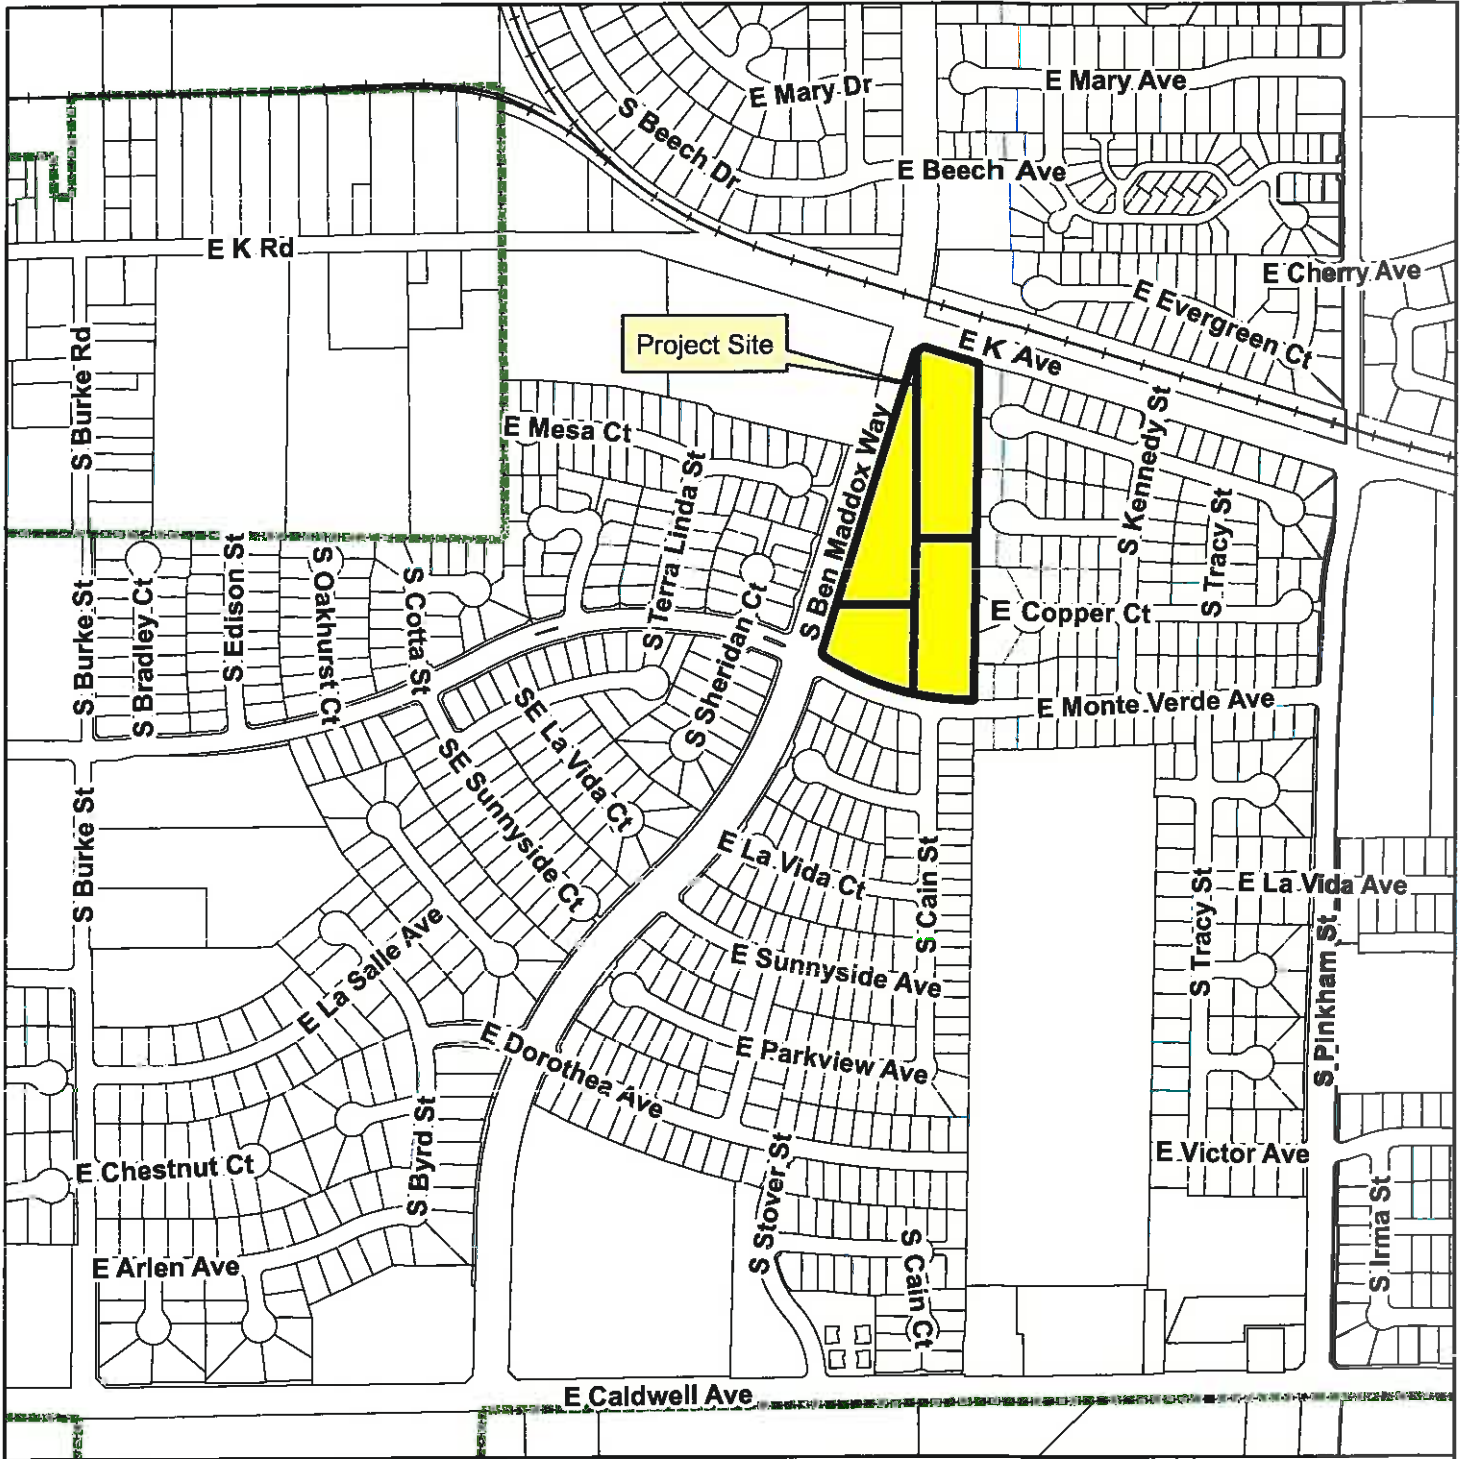 E Mary Dr
E Mary Ave
S Beech Dr
E Beech Ave
E K Rd
E Cherry Ave
E Evergreen Ct
Project Site
E K Ave
S Burke Rd
E Mesa Ct
S Ben Maddox Way
S Kennedy St
S Terra Linda St
S Tracy St
S Burke St
S Bradley Ct
S Edison St
S Oakhurst Ct
S Cotta St
S Sheridan Ct
E Copper Ct
E Monte Verde Ave
SE La Vida Ct
SE Sunnyside Ct
S Burke St
E La Vida Ct
S Cain St
S Tracy St
E La Vida Ave
E La Salle Ave
E Sunnyside Ave
S Pinkham St
E Dorothea Ave
E Parkview Ave
E Chestnut Ct
S Byrd St
S Stover St
E Victor Ave
S Irma St
E Arlen Ave
S Cain Ct
E Caldwell Ave